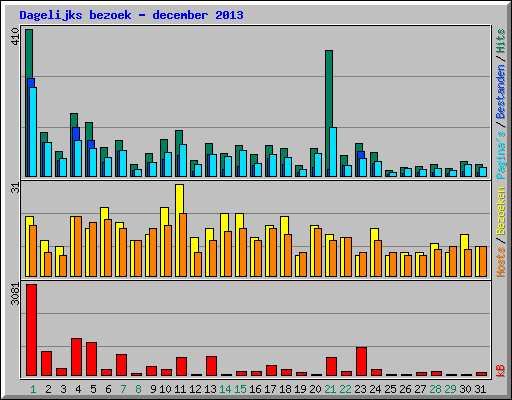 Dagelijks bezoek - december 2013
410
31
3081
Hosts / Bezoeken Pagina's / Bestanden / Hits
kB
1 2 3 4 5 6 7 8 9 10 11 12 13 14 15 16 17 18 19 20 21 22 23 24 25 26 27 28 29 30 31